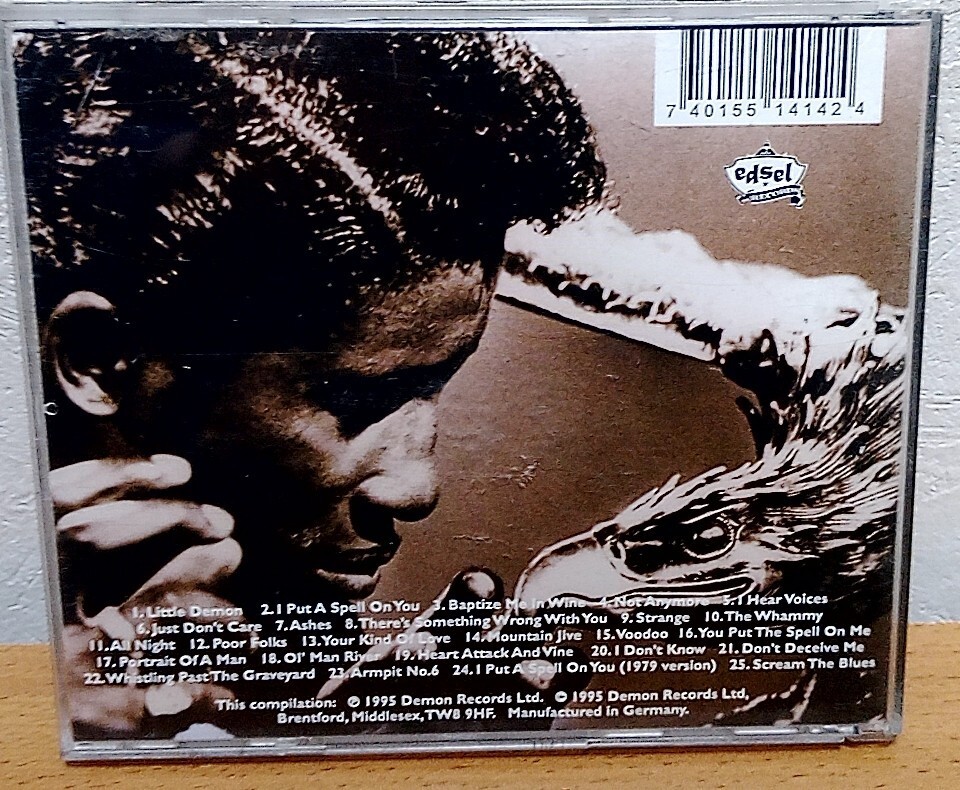 7 40155 14142 4
edsel
RECORDS
1. Little Demon 2. I Put A Spell On You 3. Baptize Me In Wine 4. Not Anymore 5. I Hear Voices
6. Just Don't Care 7. Ashes 8. There's Something Wrong With You 9. Strange 10. The Whammy
11. All Night 12. Poor Folks 13. Your Kind Of Love 14. Mountain Jive 15. Voodoo 16. You Put The Spell On Me
17. Portrait Of A Man 18. Ol' Man River 19. Heart Attack And Vine 20. I Don't Know 21. Don't Deceive Me
22. Whistling Past The Graveyard 23. Armpit No.6 24. I Put A Spell On You (1979 version) 25. Scream The Blues
This compilation: ℗ 1995 Demon Records Ltd. © 1995 Demon Records Ltd,
Brentford, Middlesex, TW8 9HF. Manufactured in Germany.